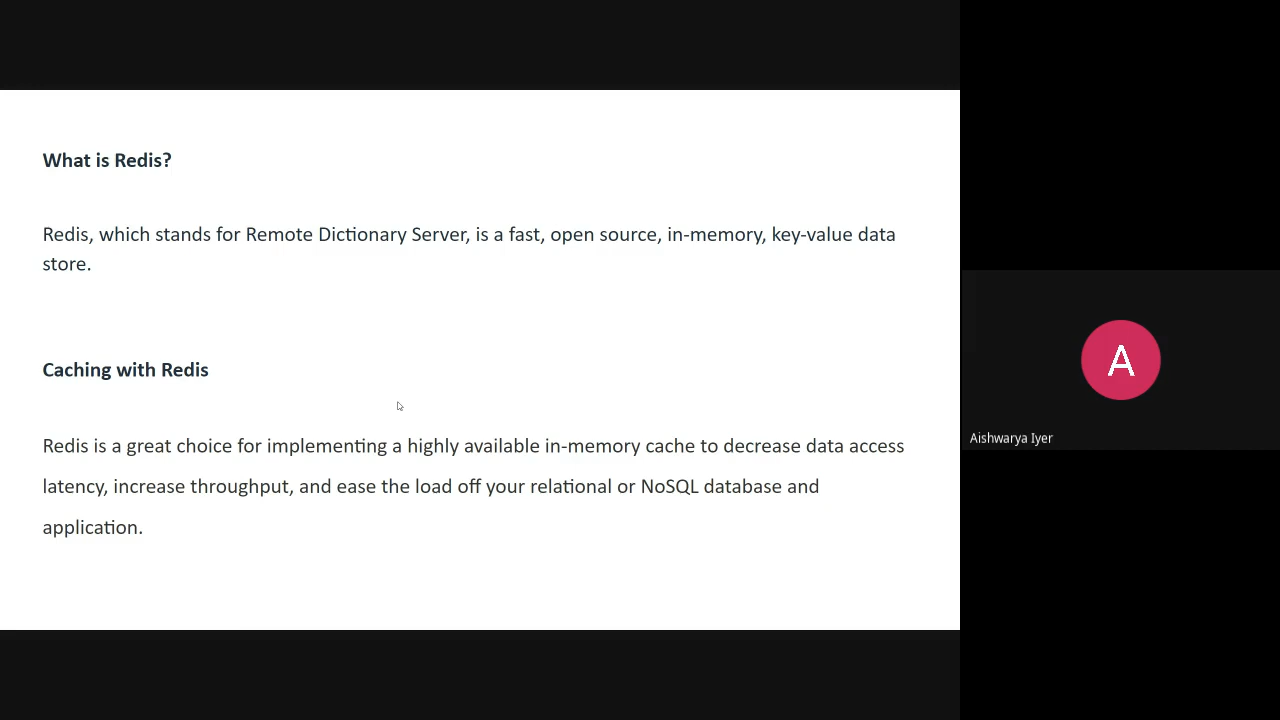 What is Redis?
Redis, which stands for Remote Dictionary Server, is a fast, open source, in-memory, key-value data
store.
Caching with Redis
Redis is a great choice for implementing a highly available in-memory cache to decrease data access
latency, increase throughput, and ease the load off your relational or NoSQL database and
application.
A
Aishwarya Iyer